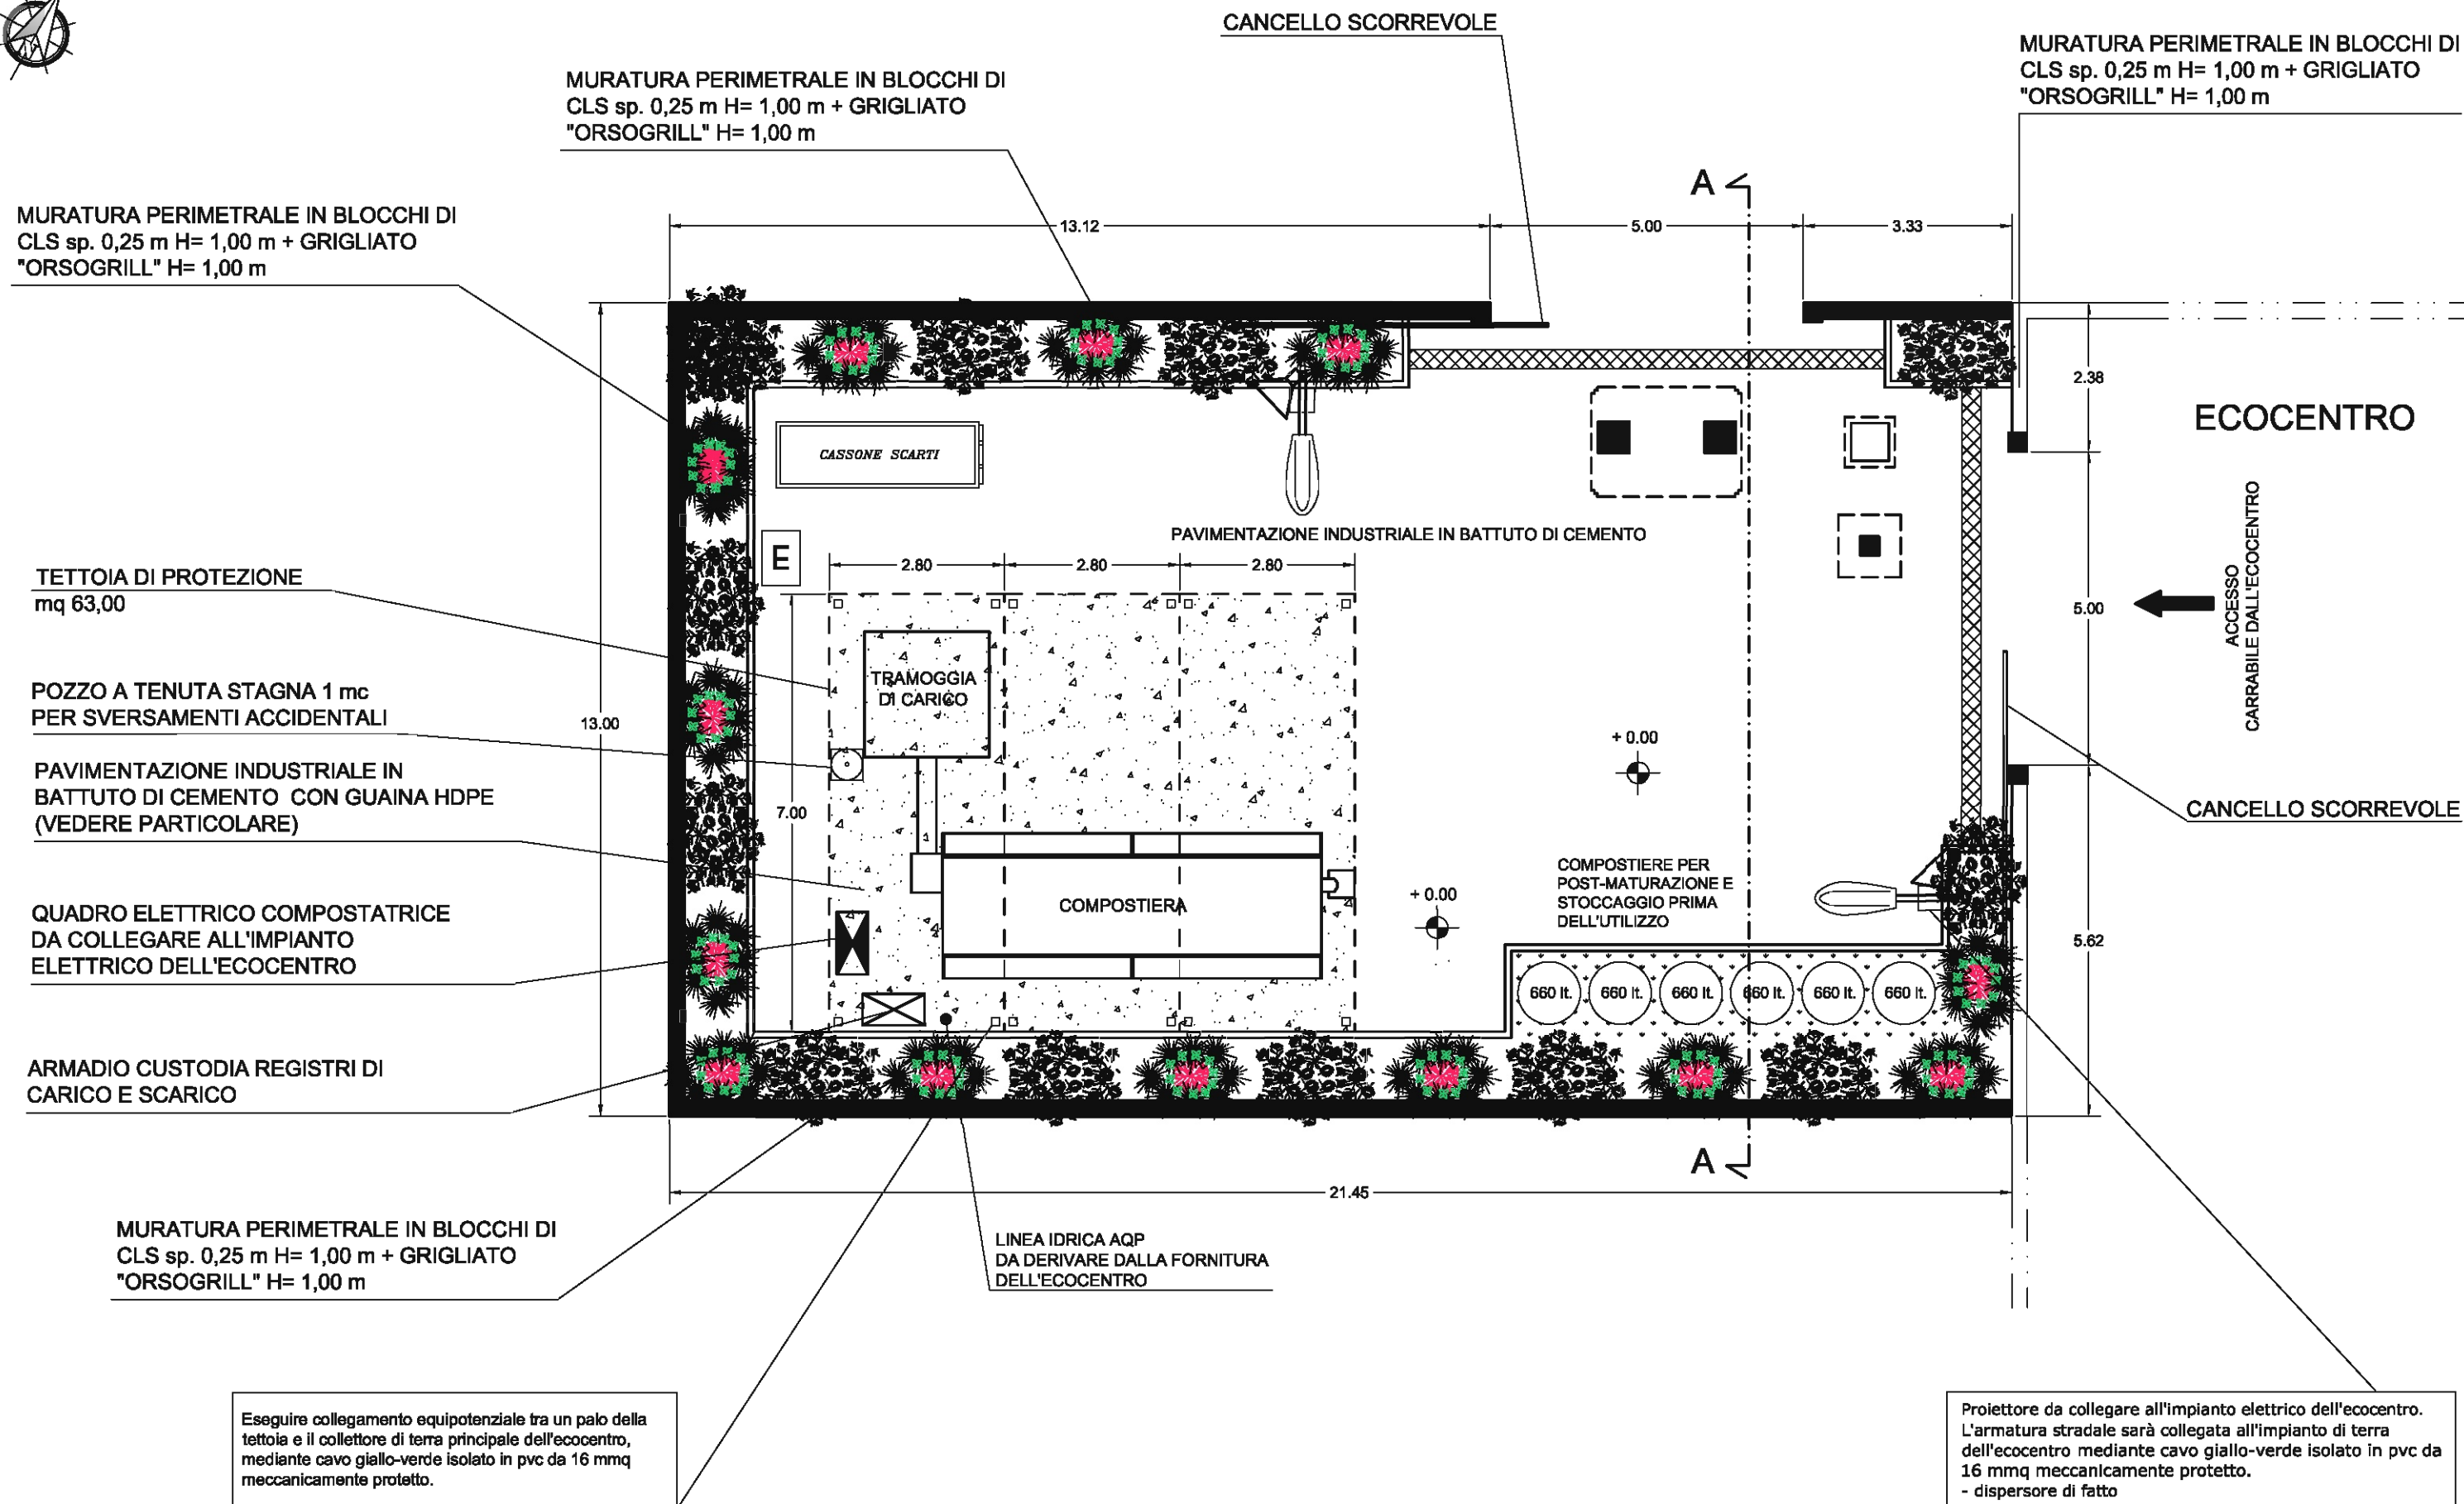 CANCELLO SCORREVOLE
MURATURA PERIMETRALE IN BLOCCHI DI
CLS sp. 0,25 m H= 1,00 m + GRIGLIATO
"ORSOGRILL" H= 1,00 m
MURATURA PERIMETRALE IN BLOCCHI DI
CLS sp. 0,25 m H= 1,00 m + GRIGLIATO
"ORSOGRILL" H= 1,00 m
MURATURA PERIMETRALE IN BLOCCHI DI
CLS sp. 0,25 m H= 1,00 m + GRIGLIATO
"ORSOGRILL" H= 1,00 m
A
13.12
5.00
3.33
2.38
ECOCENTRO
CASSONE SCARTI
PAVIMENTAZIONE INDUSTRIALE IN BATTUTO DI CEMENTO
E
2.80
2.80
2.80
TETTOIA DI PROTEZIONE
mq 63,00
5.00
ACCESSO
CARRABILE DALL'ECOCENTRO
TRAMOGGIA
DI CARICO
POZZO A TENUTA STAGNA 1 mc
PER SVERSAMENTI ACCIDENTALI
13.00
+ 0.00
PAVIMENTAZIONE INDUSTRIALE IN
BATTUTO DI CEMENTO CON GUAINA HDPE
(VEDERE PARTICOLARE)
7.00
CANCELLO SCORREVOLE
COMPOSTIERE PER
POST-MATURAZIONE E
STOCCAGGIO PRIMA
DELL'UTILIZZO
+ 0.00
COMPOSTIERA
QUADRO ELETTRICO COMPOSTATRICE
DA COLLEGARE ALL'IMPIANTO
ELETTRICO DELL'ECOCENTRO
5.62
660 lt.
660 lt.
660 lt.
660 lt.
660 lt.
660 lt.
ARMADIO CUSTODIA REGISTRI DI
CARICO E SCARICO
A
21.45
MURATURA PERIMETRALE IN BLOCCHI DI
CLS sp. 0,25 m H= 1,00 m + GRIGLIATO
"ORSOGRILL" H= 1,00 m
LINEA IDRICA AQP
DA DERIVARE DALLA FORNITURA
DELL'ECOCENTRO
Eseguire collegamento equipotenziale tra un palo della
tettoia e il collettore di terra principale dell'ecocentro,
mediante cavo giallo-verde isolato in pvc da 16 mmq
meccanicamente protetto.
Proiettore da collegare all'impianto elettrico dell'ecocentro.
L'armatura stradale sarà collegata all'impianto di terra
dell'ecocentro mediante cavo giallo-verde isolato in pvc da
16 mmq meccanicamente protetto.
- dispersore di fatto